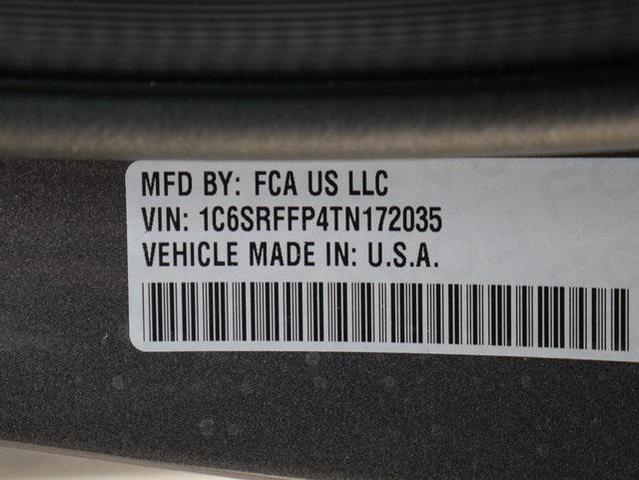 MFD BY: FCA US LLC
VIN: 1C6SRFFP4TN172035
VEHICLE MADE IN: U.S.A.